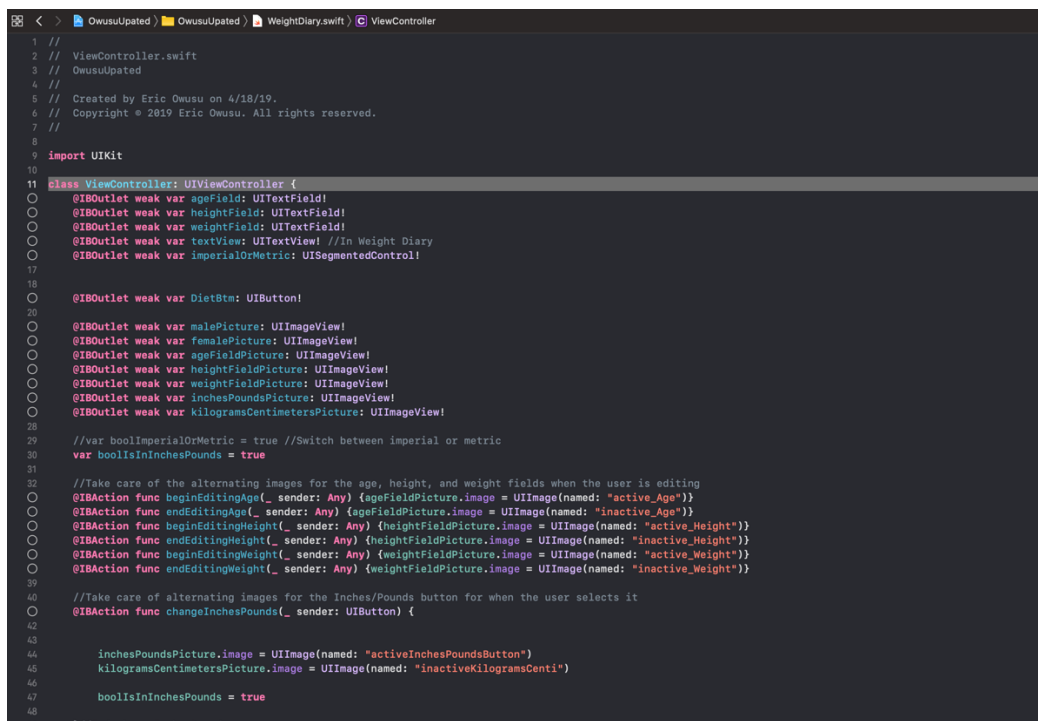 OwusuUpated 〉 OwusuUpated 〉 WeightDiary.swift 〉 C ViewController
1 //
2 //  ViewController.swift
3 //  OwusuUpated
4 //
5 //  Created by Eric Owusu on 4/18/19.
6 //  Copyright © 2019 Eric Owusu. All rights reserved.
7 //
8
9 import UIKit
10
11 class ViewController: UIViewController {
@IBOutlet weak var ageField: UITextField!
@IBOutlet weak var heightField: UITextField!
@IBOutlet weak var weightField: UITextField!
@IBOutlet weak var textView: UITextView! //In Weight Diary
@IBOutlet weak var imperialOrMetric: UISegmentedControl!
17
18
@IBOutlet weak var DietBtm: UIButton!
20
@IBOutlet weak var malePicture: UIImageView!
@IBOutlet weak var femalePicture: UIImageView!
@IBOutlet weak var ageFieldPicture: UIImageView!
@IBOutlet weak var heightFieldPicture: UIImageView!
@IBOutlet weak var weightFieldPicture: UIImageView!
@IBOutlet weak var inchesPoundsPicture: UIImageView!
@IBOutlet weak var kilogramsCentimetersPicture: UIImageView!
28
29 //var boolImperialOrMetric = true //Switch between imperial or metric
30 var boolIsInInchesPounds = true
31
32 //Take care of the alternating images for the age, height, and weight fields when the user is editing
@IBAction func beginEditingAge(_ sender: Any) {ageFieldPicture.image = UIImage(named: "active_Age")}
@IBAction func endEditingAge(_ sender: Any) {ageFieldPicture.image = UIImage(named: "inactive_Age")}
@IBAction func beginEditingHeight(_ sender: Any) {heightFieldPicture.image = UIImage(named: "active_Height")}
@IBAction func endEditingHeight(_ sender: Any) {heightFieldPicture.image = UIImage(named: "inactive_Height")}
@IBAction func beginEditingWeight(_ sender: Any) {weightFieldPicture.image = UIImage(named: "active_Weight")}
@IBAction func endEditingWeight(_ sender: Any) {weightFieldPicture.image = UIImage(named: "inactive_Weight")}
39
40 //Take care of alternating images for the Inches/Pounds button for when the user selects it
@IBAction func changeInchesPounds(_ sender: UIButton) {
42
43
44 inchesPoundsPicture.image = UIImage(named: "activeInchesPoundsButton")
45 kilogramsCentimetersPicture.image = UIImage(named: "inactiveKilogramsCenti")
46
47 boolIsInInchesPounds = true
48